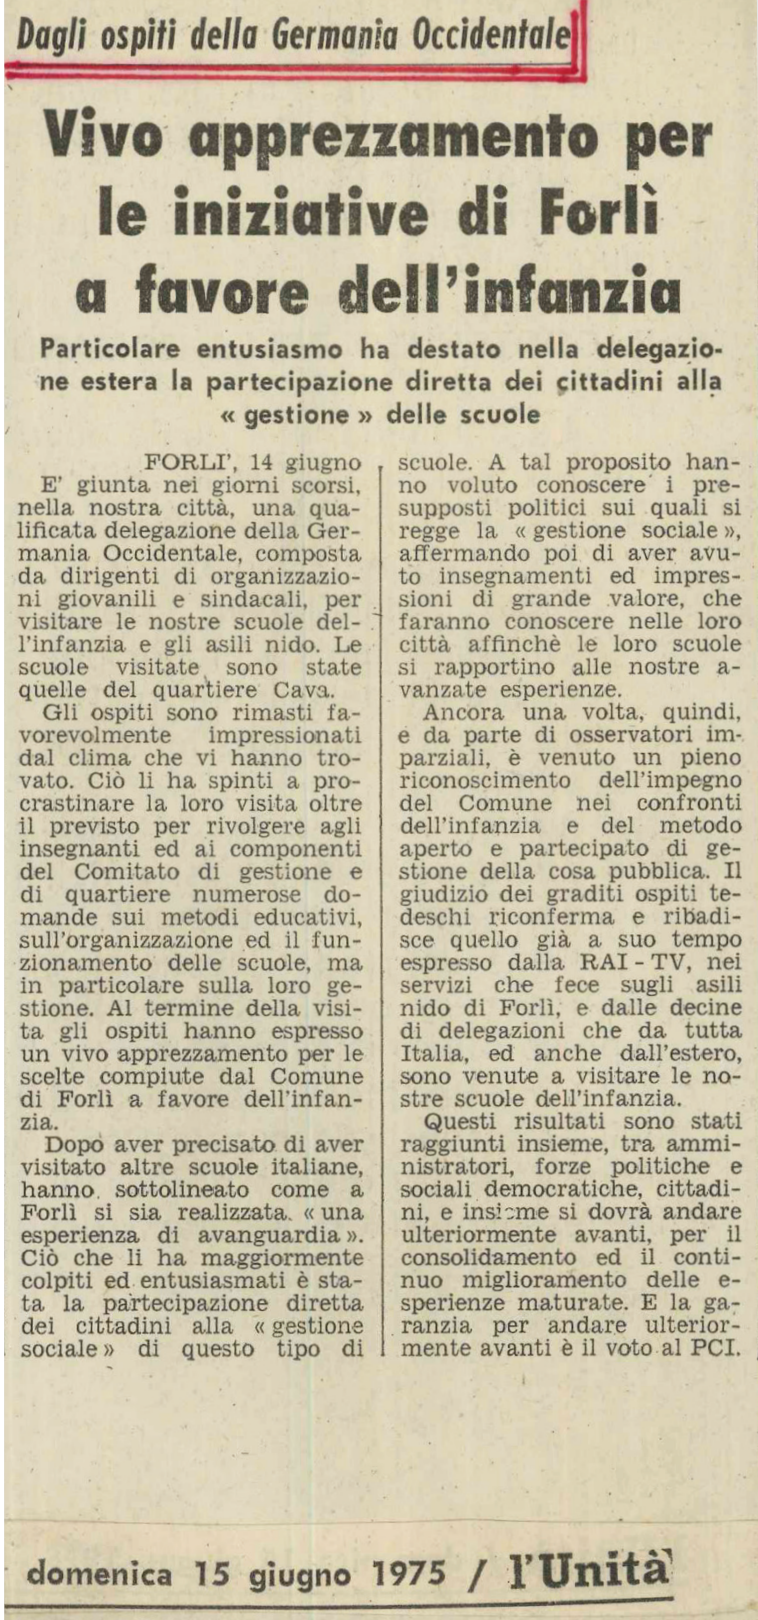 Dagli ospiti della Germania Occidentale
Vivo apprezzamento per
le iniziative di Forlì
a favore dell'infanzia
Particolare entusiasmo ha destato nella delegazio-
ne estera la partecipazione diretta dei cittadini alla
« gestione » delle scuole
FORLI', 14 giugno
E' giunta nei giorni scorsi,
nella nostra città, una qua-
lificata delegazione della Ger-
mania Occidentale, composta
da dirigenti di organizzazio-
ni giovanili e sindacali, per
visitare le nostre scuole del-
l'infanzia e gli asili nido. Le
scuole visitate sono state
quelle del quartiere Cava.
Gli ospiti sono rimasti fa-
vorevolmente impressionati
dal clima che vi hanno tro-
vato. Ciò li ha spinti a pro-
crastinare la loro visita oltre
il previsto per rivolgere agli
insegnanti ed ai componenti
del Comitato di gestione e
di quartiere numerose do-
mande sui metodi educativi,
sull'organizzazione ed il fun-
zionamento delle scuole, ma
in particolare sulla loro ge-
stione. Al termine della visi-
ta gli ospiti hanno espresso
un vivo apprezzamento per le
scelte compiute dal Comune
di Forlì a favore dell'infan-
zia.
Dopo aver precisato di aver
visitato altre scuole italiane,
hanno sottolineato come a
Forlì si sia realizzata « una
esperienza di avanguardia ».
Ciò che li ha maggiormente
colpiti ed entusiasmati è sta-
ta la partecipazione diretta
dei cittadini alla « gestione
sociale » di questo tipo di
scuole. A tal proposito han-
no voluto conoscere i pre-
supposti politici sui quali si
regge la « gestione sociale »,
affermando poi di aver avu-
to insegnamenti ed impres-
sioni di grande valore, che
faranno conoscere nelle loro
città affinchè le loro scuole
si rapportino alle nostre a-
vanzate esperienze.
Ancora una volta, quindi,
e da parte di osservatori im-
parziali, è venuto un pieno
riconoscimento dell'impegno
del Comune nei confronti
dell'infanzia e del metodo
aperto e partecipato di ge-
stione della cosa pubblica. Il
giudizio dei graditi ospiti te-
deschi riconferma e ribadi-
sce quello già a suo tempo
espresso dalla RAI - TV, nei
servizi che fece sugli asili
nido di Forlì, e dalle decine
di delegazioni che da tutta
Italia, ed anche dall'estero,
sono venute a visitare le no-
stre scuole dell'infanzia.
Questi risultati sono stati
raggiunti insieme, tra ammi-
nistratori, forze politiche e
sociali democratiche, cittadi-
ni, e insieme si dovrà andare
ulteriormente avanti, per il
consolidamento ed il conti-
nuo miglioramento delle e-
sperienze maturate. E la ga-
ranzia per andare ulterior-
mente avanti è il voto al PCI.
domenica 15 giugno 1975 / l'Unità